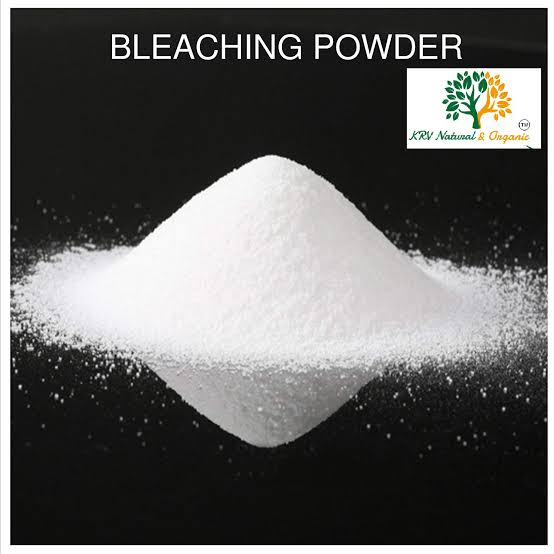 BLEACHING POWDER
TM
KRV Natural & Organic